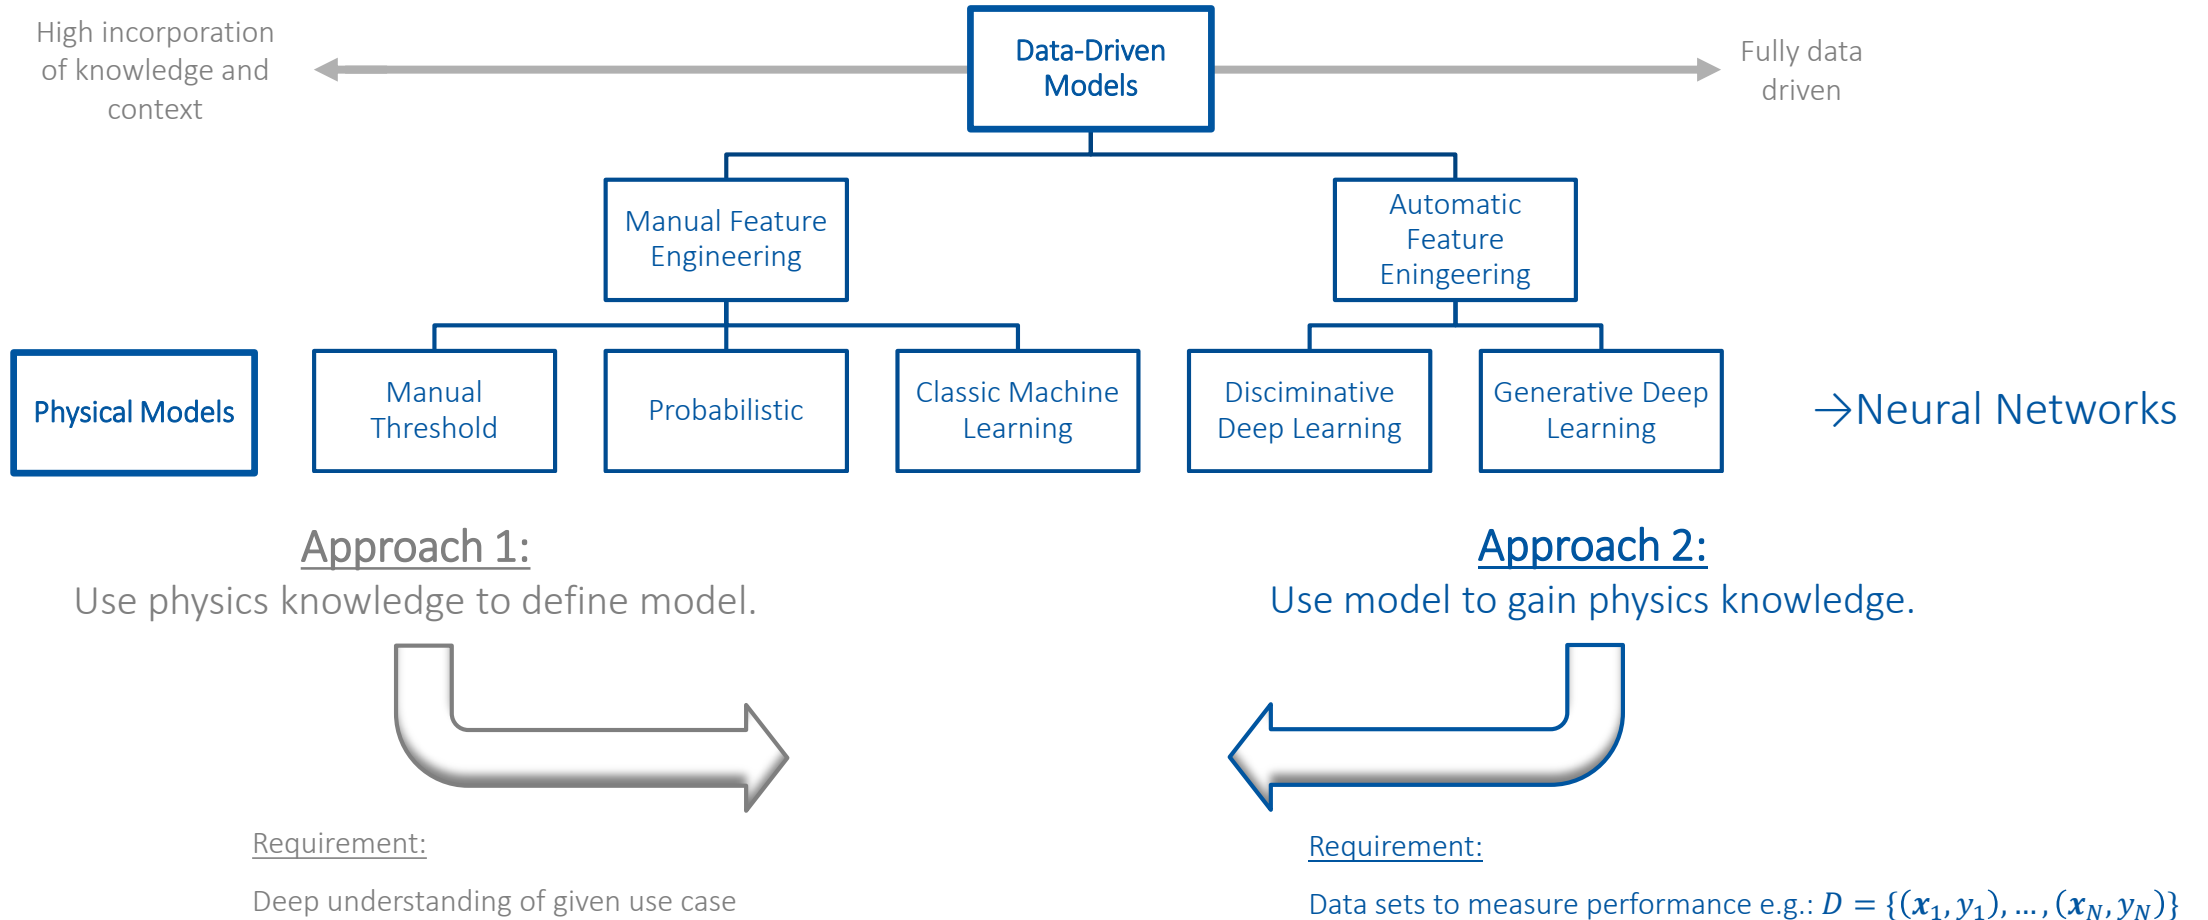 High incorporation
of knowledge and
context
Data-Driven
Models
Fully data
driven
Manual Feature
Engineering
Automatic
Feature
Eningeering
Physical Models
Manual
Threshold
Probabilistic
Classic Machine
Learning
Disciminative
Deep Learning
Generative Deep
Learning
→Neural Networks
Approach 1:
Use physics knowledge to define model.
Approach 2:
Use model to gain physics knowledge.
Requirement:
Deep understanding of given use case
Requirement:
Data sets to measure performance e.g.: D = {(x₁, y₁), … , (x_N, y_N)}